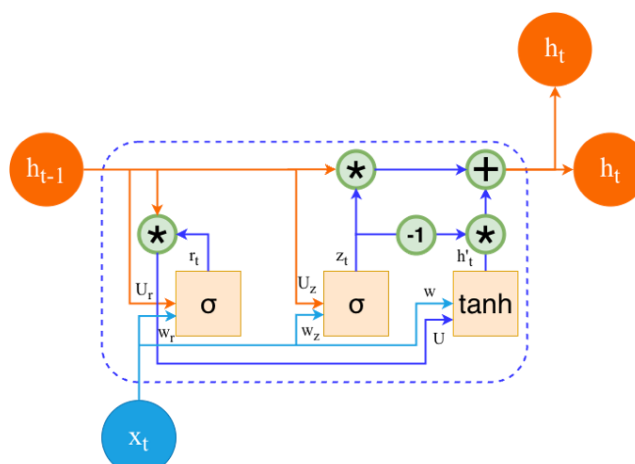 h_t
h_{t-1}
*
+
h_t
*
r_t
z_t
-1
*
h'_t
U_r
σ
U_z
σ
w
tanh
w_r
w_z
U
x_t